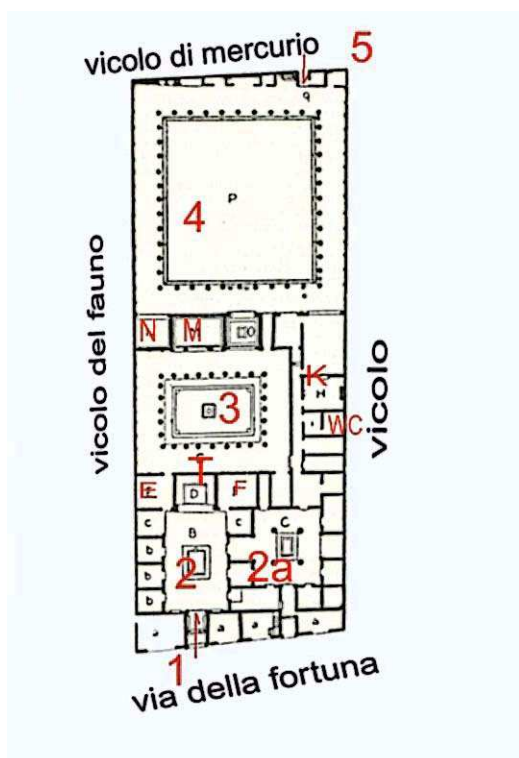 vicolo di mercurio
5
q
P
4
vicolo del fauno
N M O
K
H
vicolo
WC
3
T
E D F
c c C
B
b
2 2a
b
b
1
a a a a
via della fortuna